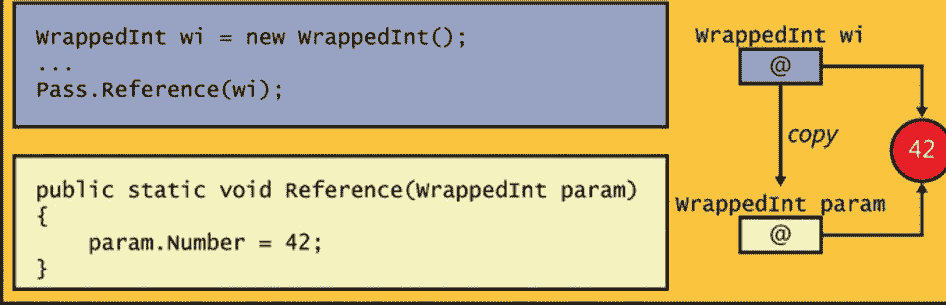 WrappedInt wi = new WrappedInt();
...
Pass.Reference(wi);
public static void Reference(WrappedInt param)
{
    param.Number = 42;
}
WrappedInt wi
@
copy
42
WrappedInt param
@